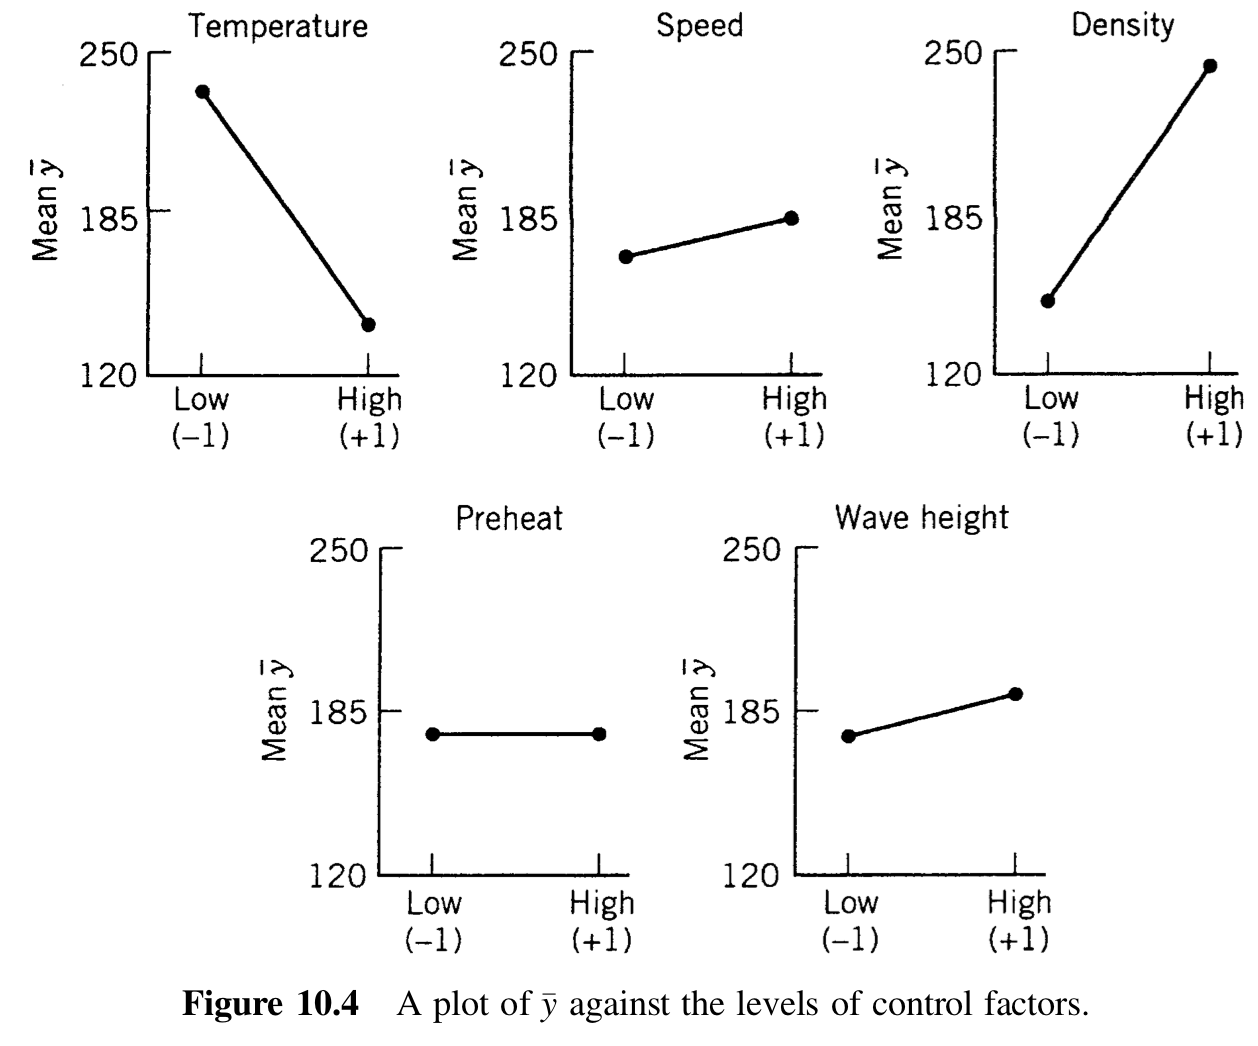 Temperature
250
185
120
Mean ȳ
Low High
(−1) (+1)
Speed
250
185
120
Mean ȳ
Low High
(−1) (+1)
Density
250
185
120
Mean ȳ
Low High
(−1) (+1)
Preheat
250
185
120
Mean ȳ
Low High
(−1) (+1)
Wave height
250
185
120
Mean ȳ
Low High
(−1) (+1)
Figure 10.4 A plot of ȳ against the levels of control factors.